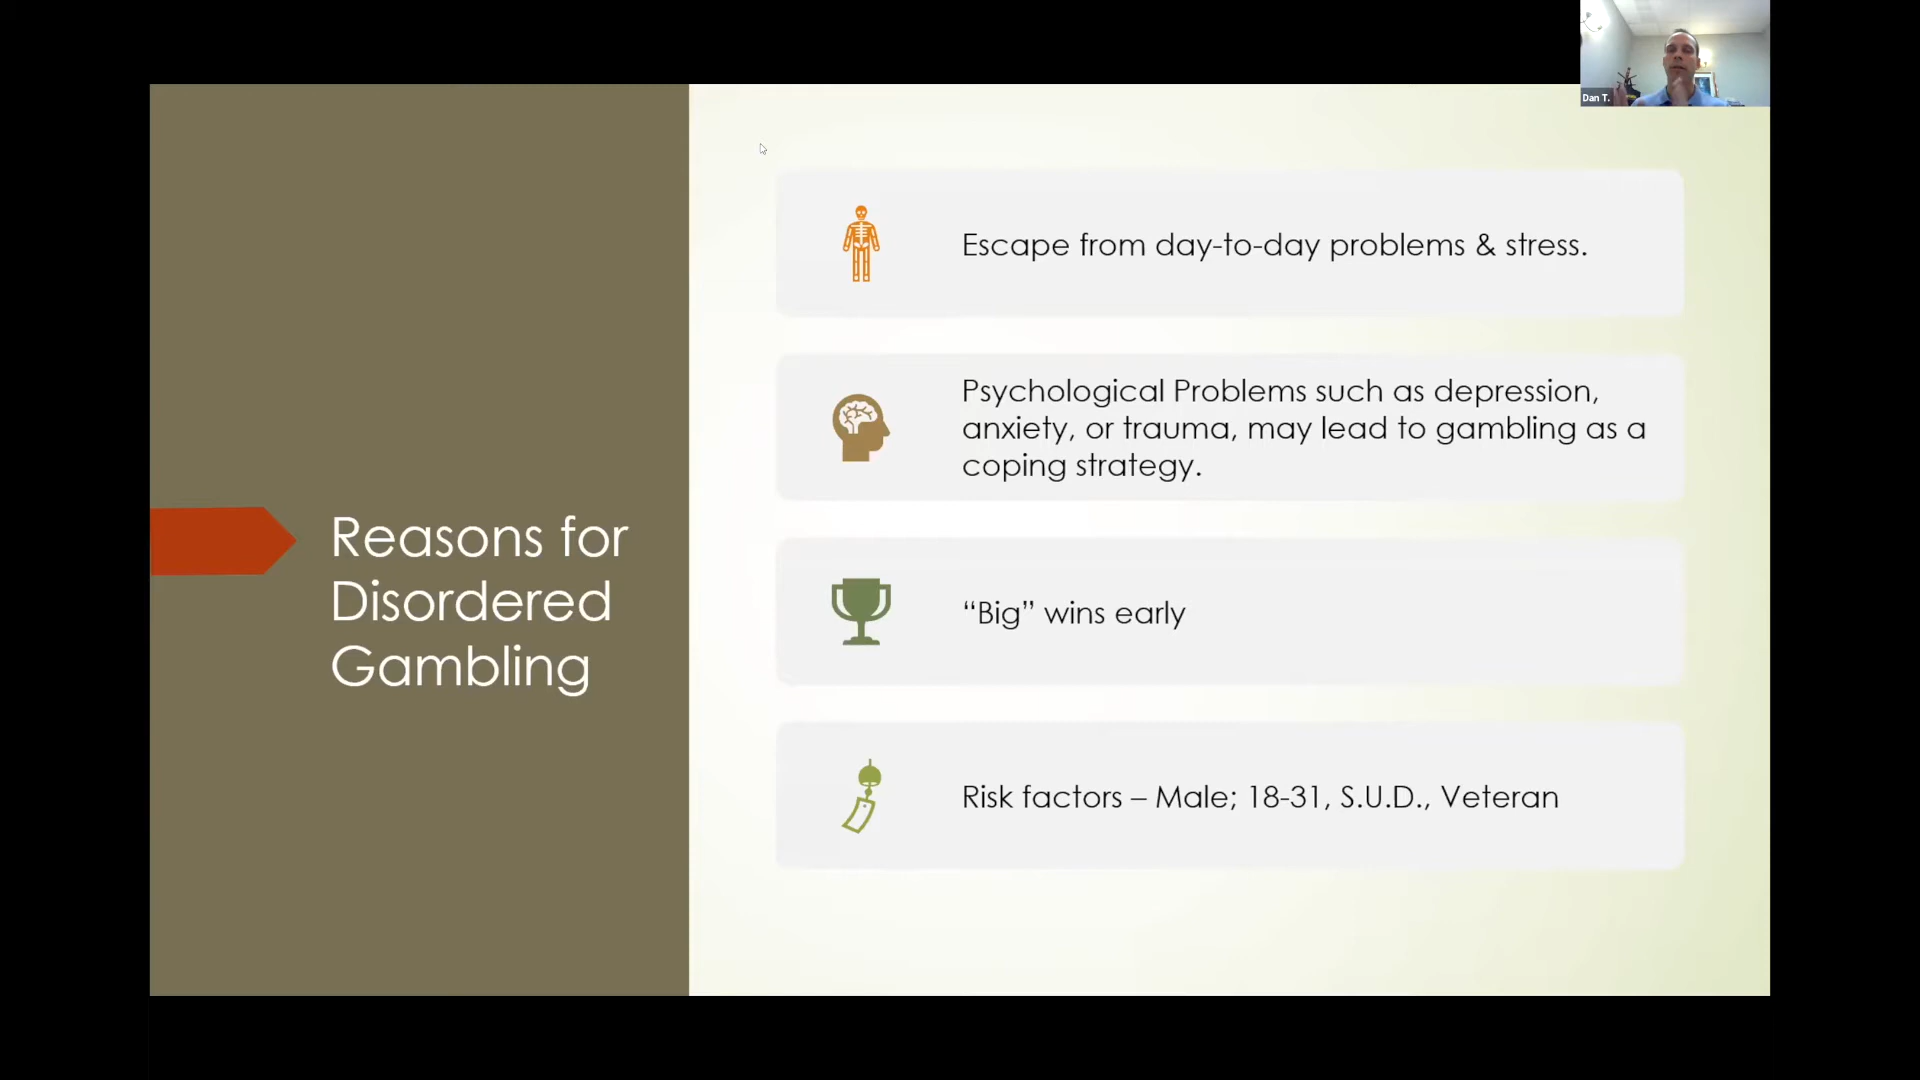 Dan T.
Reasons for
Disordered
Gambling
Escape from day-to-day problems & stress.
Psychological Problems such as depression,
anxiety, or trauma, may lead to gambling as a
coping strategy.
“Big” wins early
Risk factors – Male; 18-31, S.U.D., Veteran